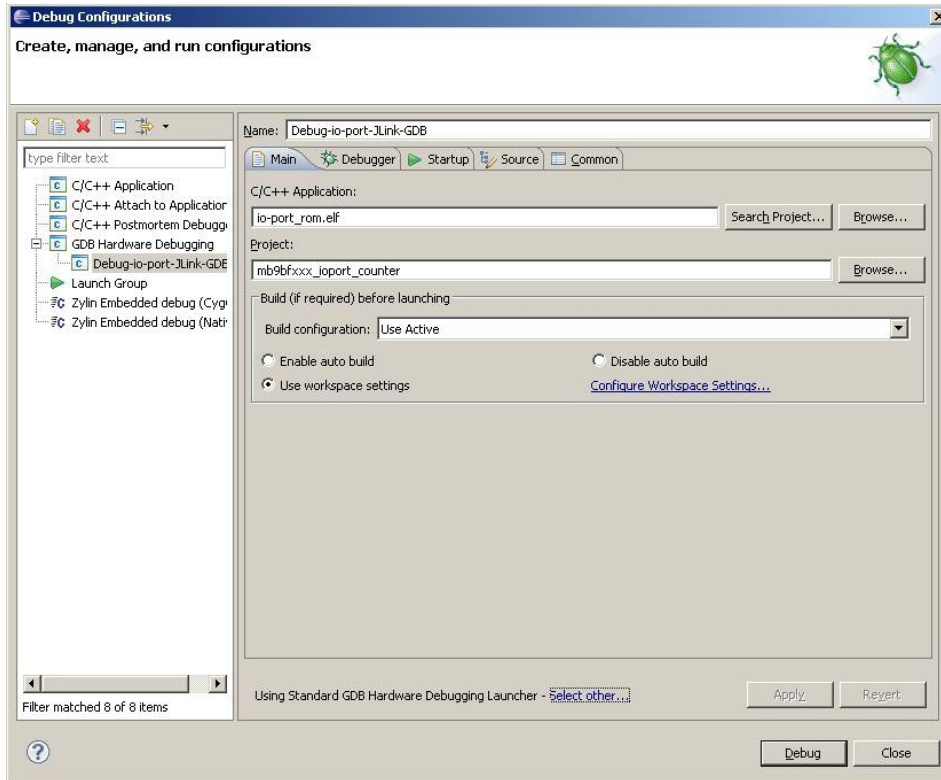 Debug Configurations
Create, manage, and run configurations
Name: Debug-io-port-JLink-GDB
type filter text
Main Debugger Startup Source Common
C/C++ Application
C/C++ Attach to Application
C/C++ Postmortem Debugg
GDB Hardware Debugging
Debug-io-port-JLink-GDB
Launch Group
Zylin Embedded debug (Cyg
Zylin Embedded debug (Nati
C/C++ Application:
io-port_rom.elf Search Project... Browse...
Project:
mb9bfxxx_ioport_counter Browse...
Build (if required) before launching
Build configuration: Use Active
Enable auto build Disable auto build
Use workspace settings Configure Workspace Settings...
Filter matched 8 of 8 items
Using Standard GDB Hardware Debugging Launcher - Select other...
Apply Revert
? Debug Close